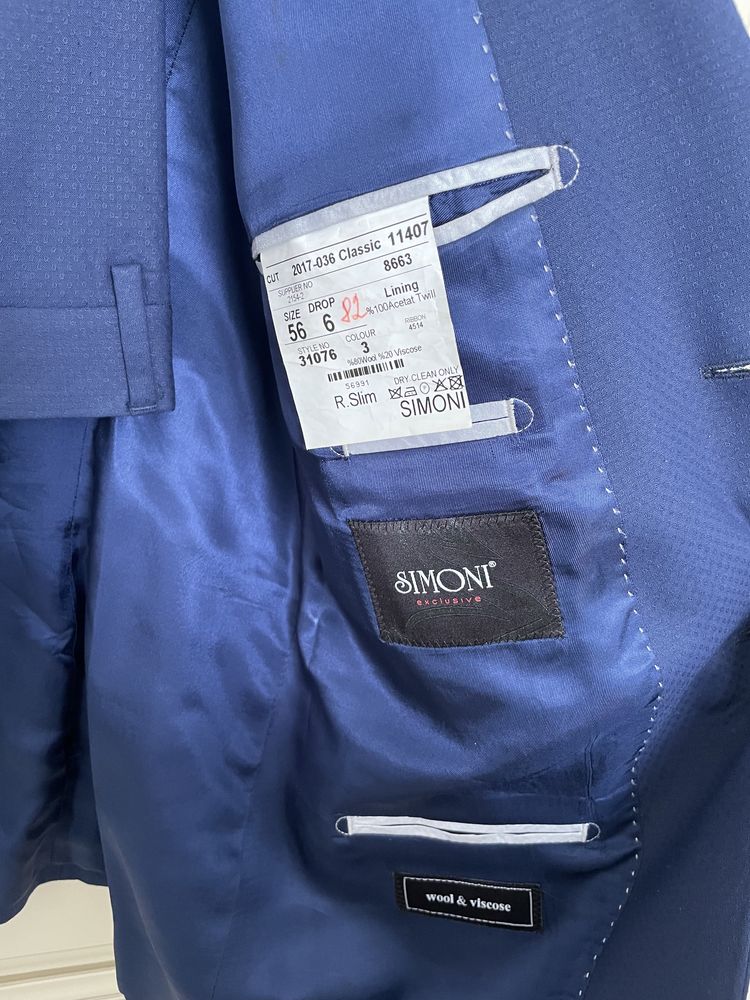 CUT 2017-036 Classic 11407
SUPPLIER NO 8663
2154-2
SIZE DROP Lining
56 6 82 %100Acetat Twill
STYLE NO COLOUR RIBBON
31076 3 4514
%80Wool %20 Viscose
56991 DRY CLEAN ONLY
R.Slim SIMONI
SIMONI®
exclusive
wool & viscose